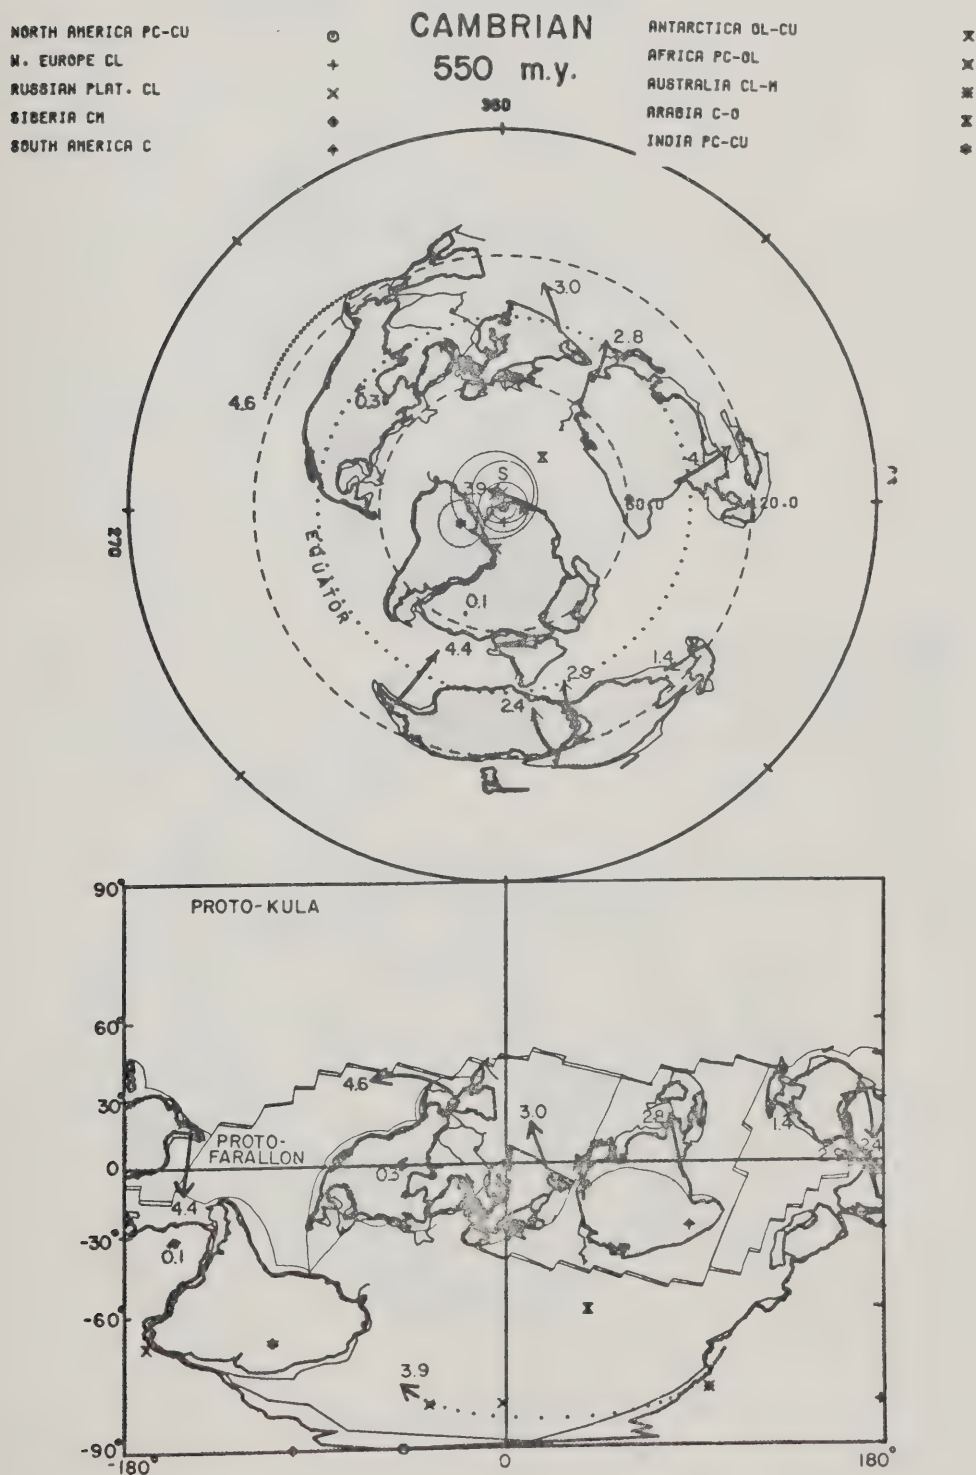 CAMBRIAN
550 m.y.
NORTH AMERICA PC-CU
N. EUROPE CL
RUSSIAN PLAT. CL
SIBERIA CM
SOUTH AMERICA C
ANTARCTICA OL-CU
AFRICA PC-OL
AUSTRALIA CL-M
ARABIA C-O
INDIA PC-CU
360
3.0
2.8
4.6
0.3
S
3.9
20.0
270
EQUATOR
0.1
4.4
1.4
2.9
2.4
90°
PROTO-KULA
60°
4.6
30°
3.0
2.8
1.4
2.4
PROTO-
FARALLON
0
0.3
4.4
-30°
0.1
-60°
3.9
-90°
-180°
0
180°